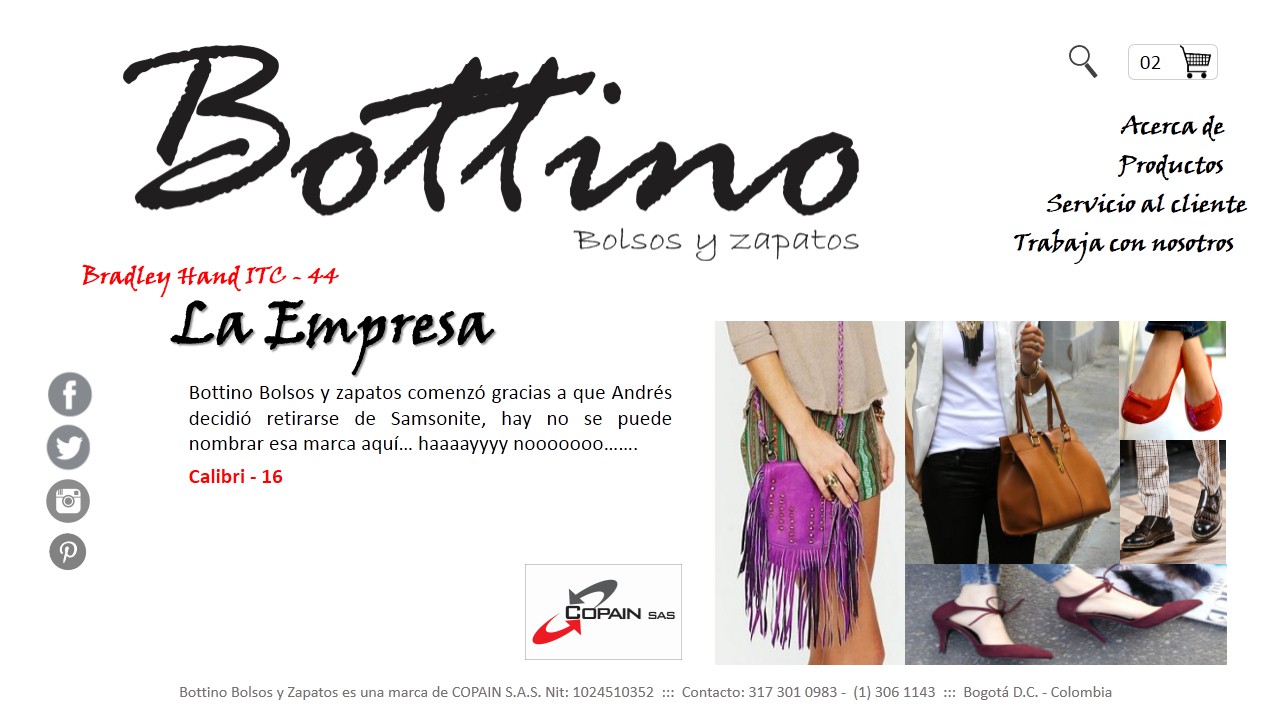 Bottino
Bolsos y zapatos
02
Acerca de
Productos
Servicio al cliente
Trabaja con nosotros
Bradley Hand ITC - 44
La Empresa
Bottino Bolsos y zapatos comenzó gracias a que Andrés
decidió retirarse de Samsonite, hay no se puede
nombrar esa marca aquí... haaaayyyy nooooooo.......
Calibri - 16
COPAIN SAS
Bottino Bolsos y Zapatos es una marca de COPAIN S.A.S. Nit: 1024510352 ::: Contacto: 317 301 0983 - (1) 306 1143 ::: Bogotá D.C. - Colombia